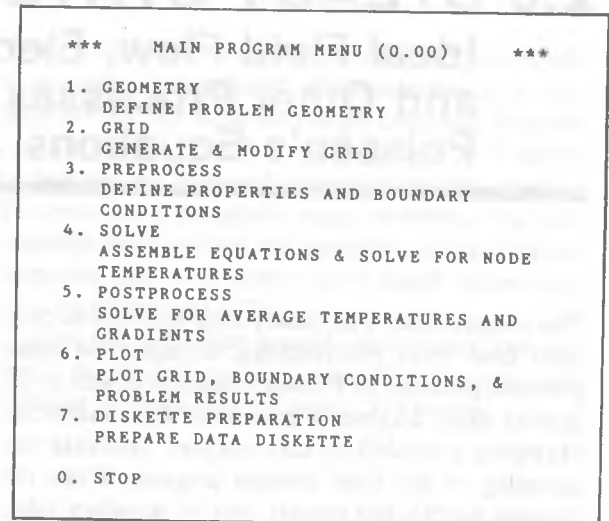 *** MAIN PROGRAM MENU (0.00) ***
1. GEOMETRY
DEFINE PROBLEM GEOMETRY
2. GRID
GENERATE & MODIFY GRID
3. PREPROCESS
DEFINE PROPERTIES AND BOUNDARY
CONDITIONS
4. SOLVE
ASSEMBLE EQUATIONS & SOLVE FOR NODE
TEMPERATURES
5. POSTPROCESS
SOLVE FOR AVERAGE TEMPERATURES AND
GRADIENTS
6. PLOT
PLOT GRID, BOUNDARY CONDITIONS, &
PROBLEM RESULTS
7. DISKETTE PREPARATION
PREPARE DATA DISKETTE
0. STOP